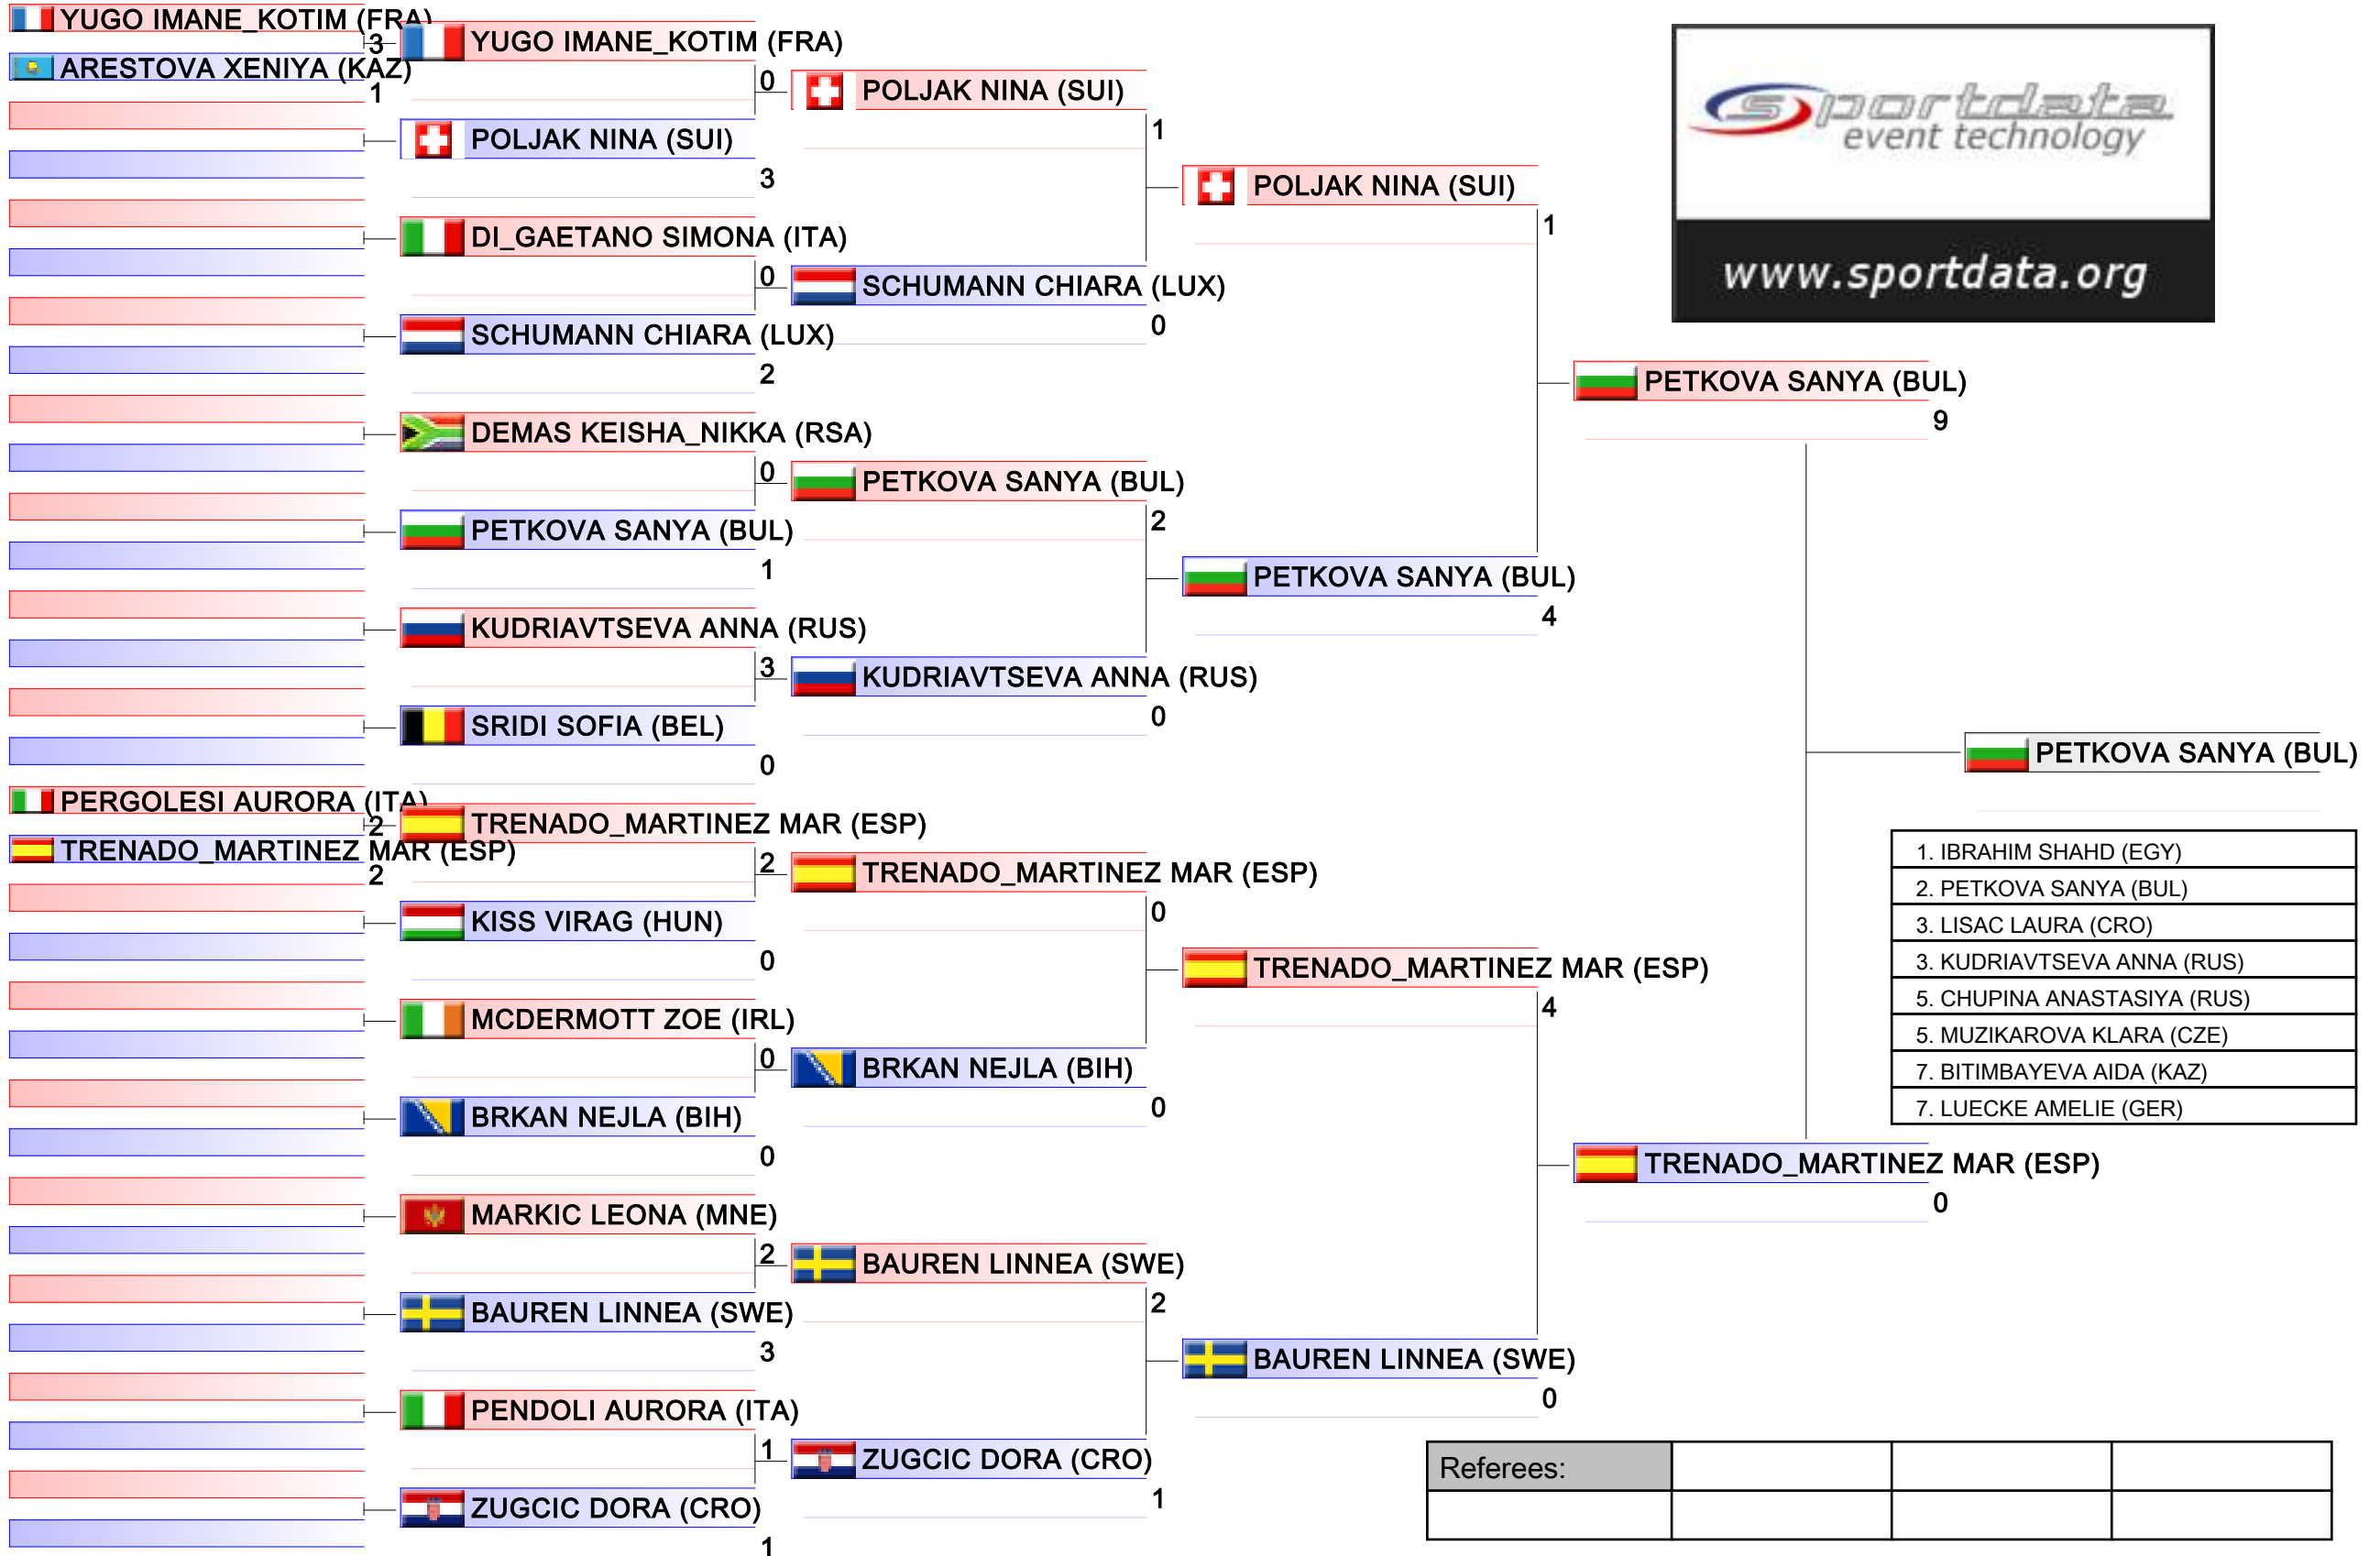 YUGO IMANE_KOTIM (FRA)
3
ARESTOVA XENIYA (KAZ)
1
PERGOLESI AURORA (ITA)
2
TRENADO_MARTINEZ MAR (ESP)
2
YUGO IMANE_KOTIM (FRA)
0
POLJAK NINA (SUI)
3
DI_GAETANO SIMONA (ITA)
0
SCHUMANN CHIARA (LUX)
2
DEMAS KEISHA_NIKKA (RSA)
0
PETKOVA SANYA (BUL)
1
KUDRIAVTSEVA ANNA (RUS)
3
SRIDI SOFIA (BEL)
0
TRENADO_MARTINEZ MAR (ESP)
2
KISS VIRAG (HUN)
0
MCDERMOTT ZOE (IRL)
0
BRKAN NEJLA (BIH)
0
MARKIC LEONA (MNE)
2
BAUREN LINNEA (SWE)
3
PENDOLI AURORA (ITA)
1
ZUGCIC DORA (CRO)
1
POLJAK NINA (SUI)
1
SCHUMANN CHIARA (LUX)
0
PETKOVA SANYA (BUL)
2
KUDRIAVTSEVA ANNA (RUS)
0
TRENADO_MARTINEZ MAR (ESP)
0
BRKAN NEJLA (BIH)
0
BAUREN LINNEA (SWE)
2
ZUGCIC DORA (CRO)
1
POLJAK NINA (SUI)
1
PETKOVA SANYA (BUL)
4
TRENADO_MARTINEZ MAR (ESP)
4
BAUREN LINNEA (SWE)
0
PETKOVA SANYA (BUL)
9
TRENADO_MARTINEZ MAR (ESP)
0
PETKOVA SANYA (BUL)
sportdata
event technology
www.sportdata.org
1. IBRAHIM SHAHD (EGY)
2. PETKOVA SANYA (BUL)
3. LISAC LAURA (CRO)
3. KUDRIAVTSEVA ANNA (RUS)
5. CHUPINA ANASTASIYA (RUS)
5. MUZIKAROVA KLARA (CZE)
7. BITIMBAYEVA AIDA (KAZ)
7. LUECKE AMELIE (GER)
Referees: